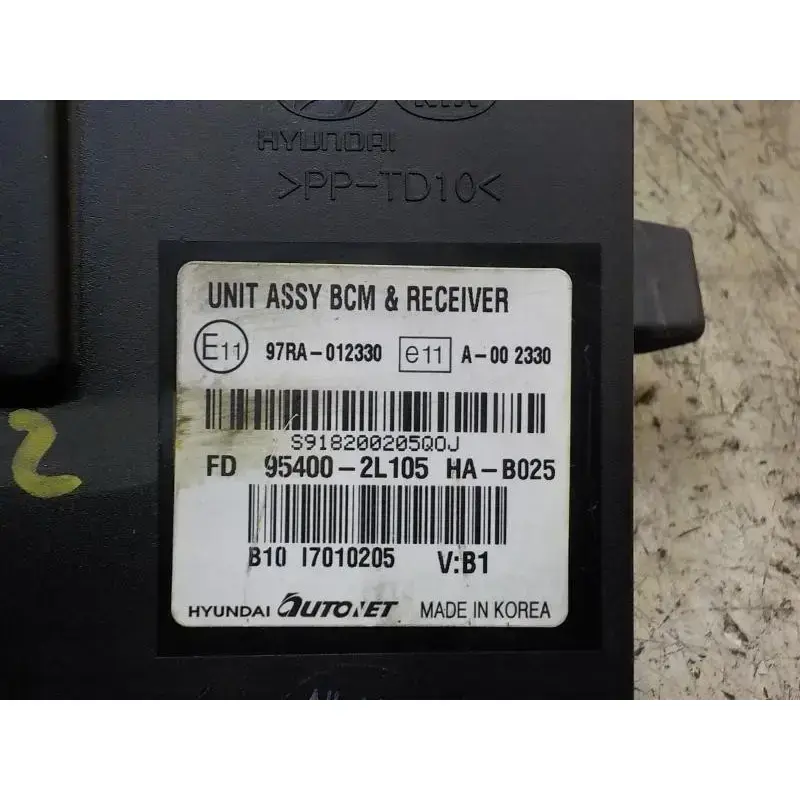 HYUNDAI
>PP-TD10<
UNIT ASSY BCM & RECEIVER
E11 97RA-012330 e11 A-00 2330
S918200205Q0J
FD 95400-2L105 HA-B025
B10 I7010205 V:B1
HYUNDAI AUTONET MADE IN KOREA
2